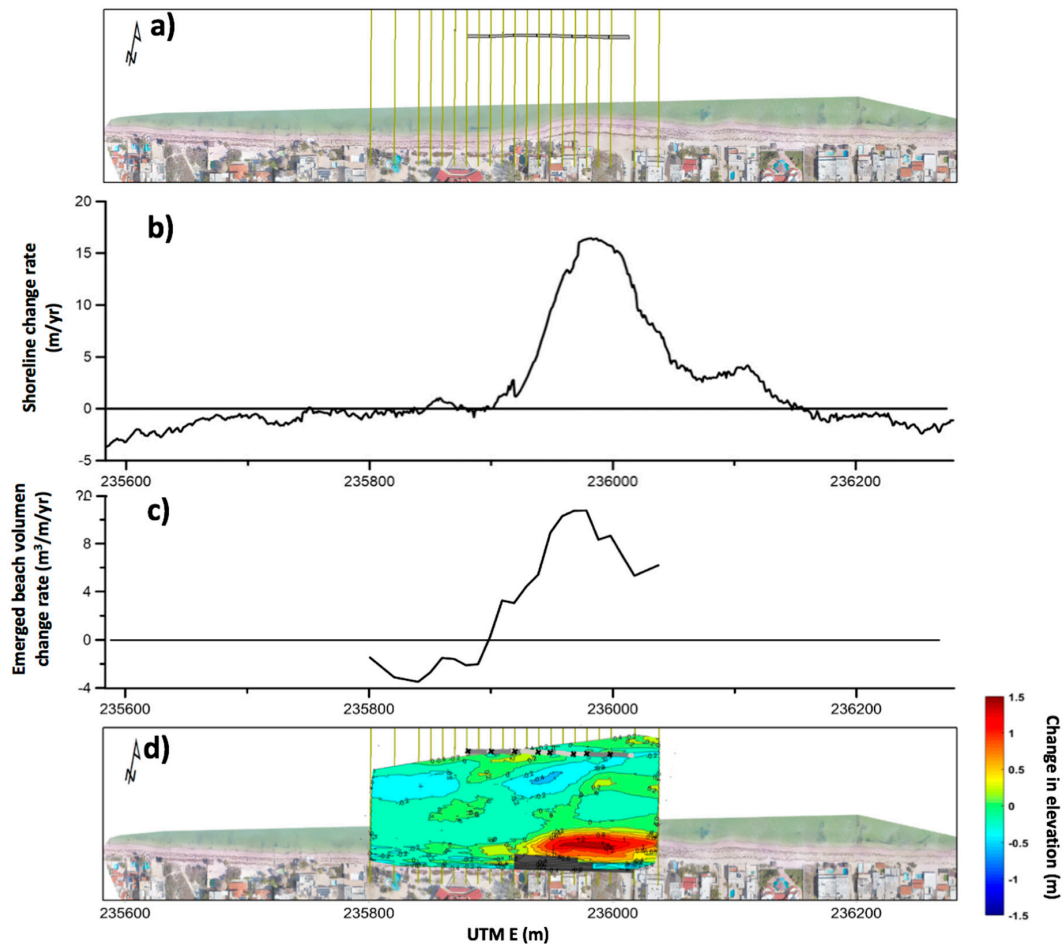 a)
N
b)
Shoreline change rate
(m/yr)
20
15
10
5
0
-5
235600
235800
236000
236200
c)
Emerged beach volumen
change rate (m³/m/yr)
8
4
0
-4
235600
235800
236000
236200
d)
N
1.5
1
0.5
0
-0.5
-1
-1.5
Change in elevation (m)
235600
235800
236000
236200
UTM E (m)